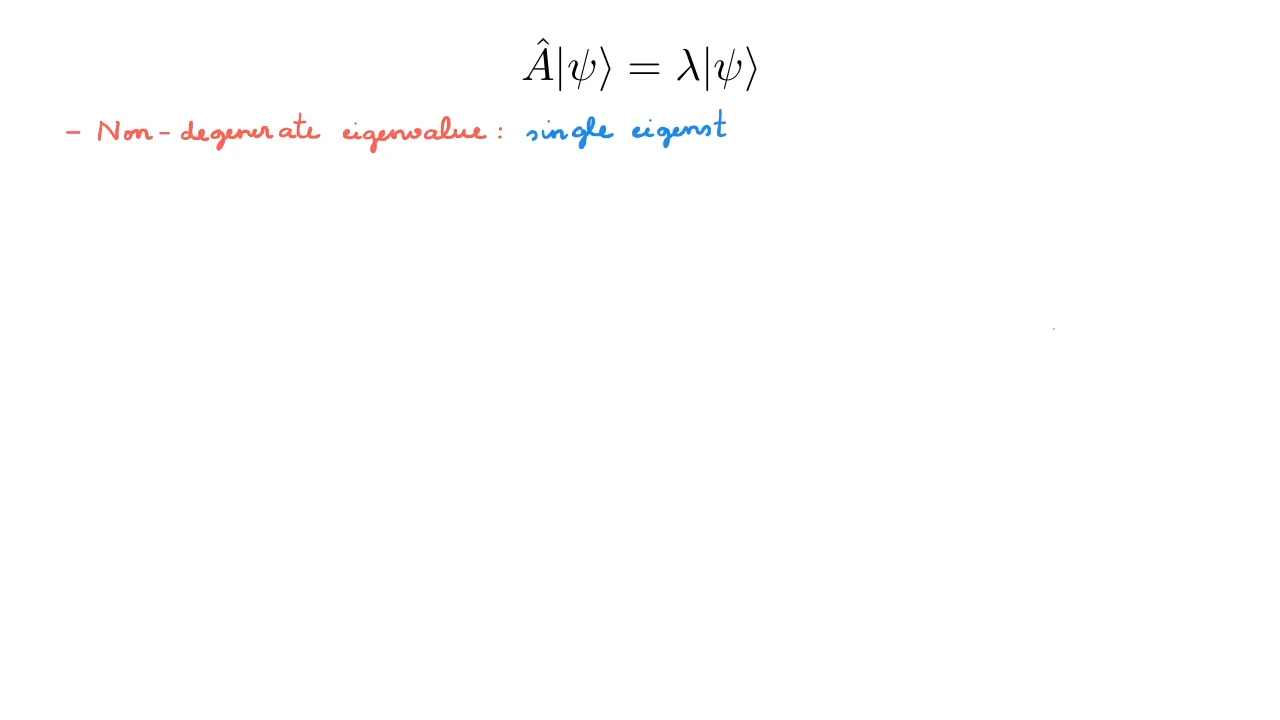 Â|ψ⟩ = λ|ψ⟩
- Non-degenerate eigenvalue: single eigenst